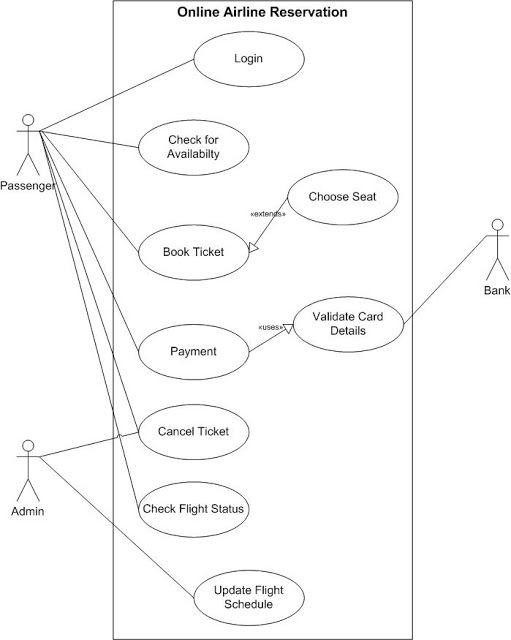 Online Airline Reservation
Login
Check for
Availabilty
Passenger
Choose Seat
«extends»
Book Ticket
Bank
Validate Card
Details
«uses»
Payment
Cancel Ticket
Admin
Check Flight Status
Update Flight
Schedule